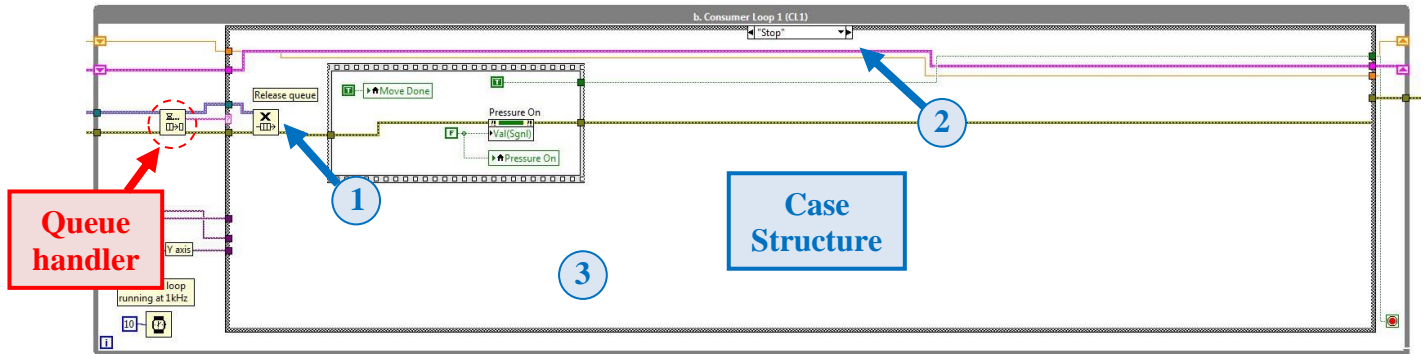 b. Consumer Loop 1 (CL1)
"Stop"
Release queue
T
Move Done
T
Pressure On
Val(Sgnl)
F
Pressure On
1
2
3
Case
Structure
Queue
handler
Y axis
loop
running at 1kHz
10
i